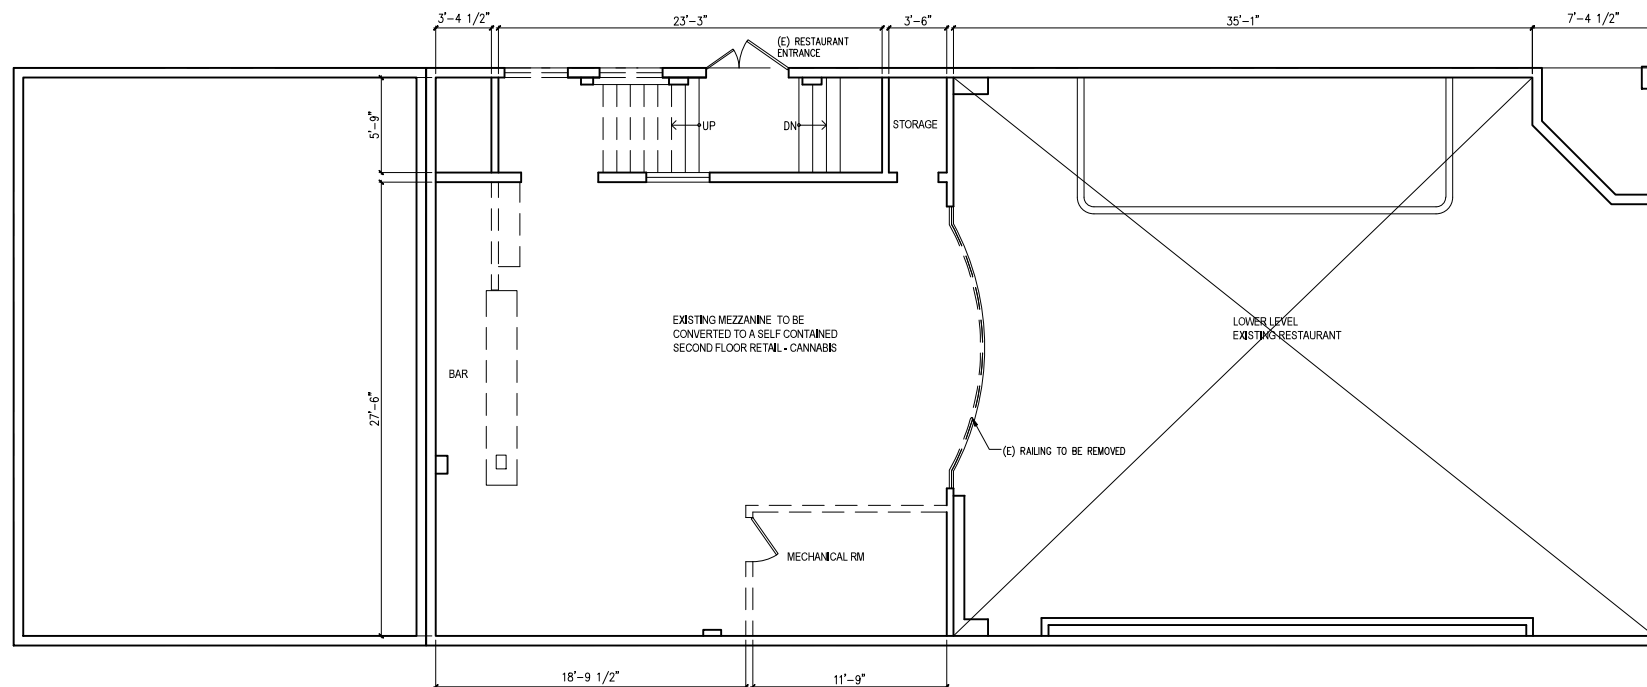 3'-4 1/2"
23'-3"
3'-6"
35'-1"
7'-4 1/2"
(E) RESTAURANT
ENTRANCE
5'-9"
UP
DN
STORAGE
EXISTING MEZZANINE TO BE
CONVERTED TO A SELF CONTAINED
SECOND FLOOR RETAIL - CANNABIS
LOWER LEVEL
EXISTING RESTAURANT
BAR
27'-6"
(E) RAILING TO BE REMOVED
MECHANICAL RM
18'-9 1/2"
11'-9"